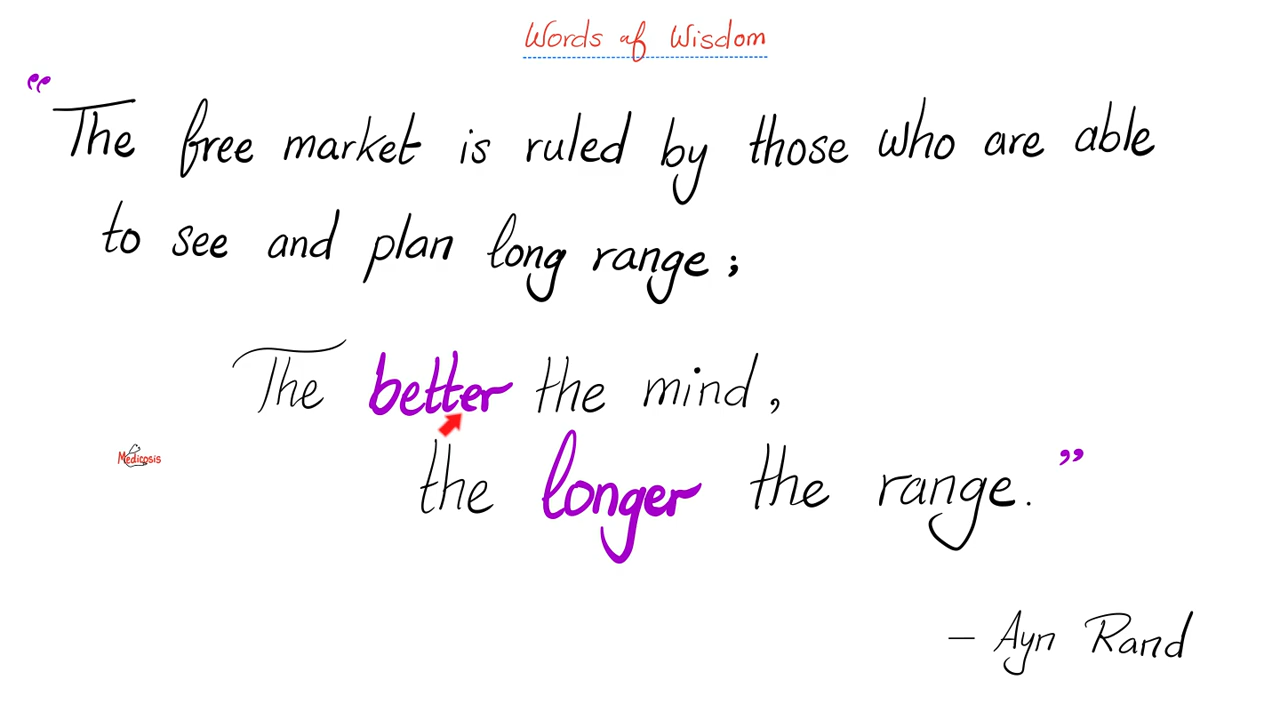 Words of Wisdom
“
The free market is ruled by those who are able
to see and plan long range;
The better the mind,
Medicosis
the longer the range.”
– Ayn Rand